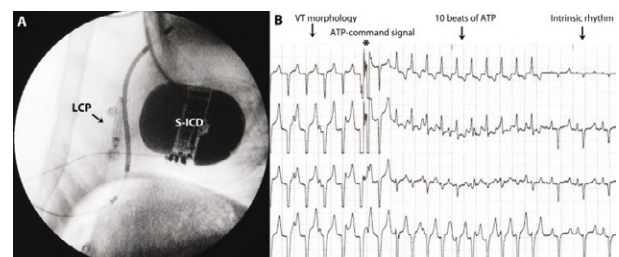 A
LCP
S-ICD
B
VT morphology
ATP-command signal
*
10 beats of ATP
Intrinsic rhythm